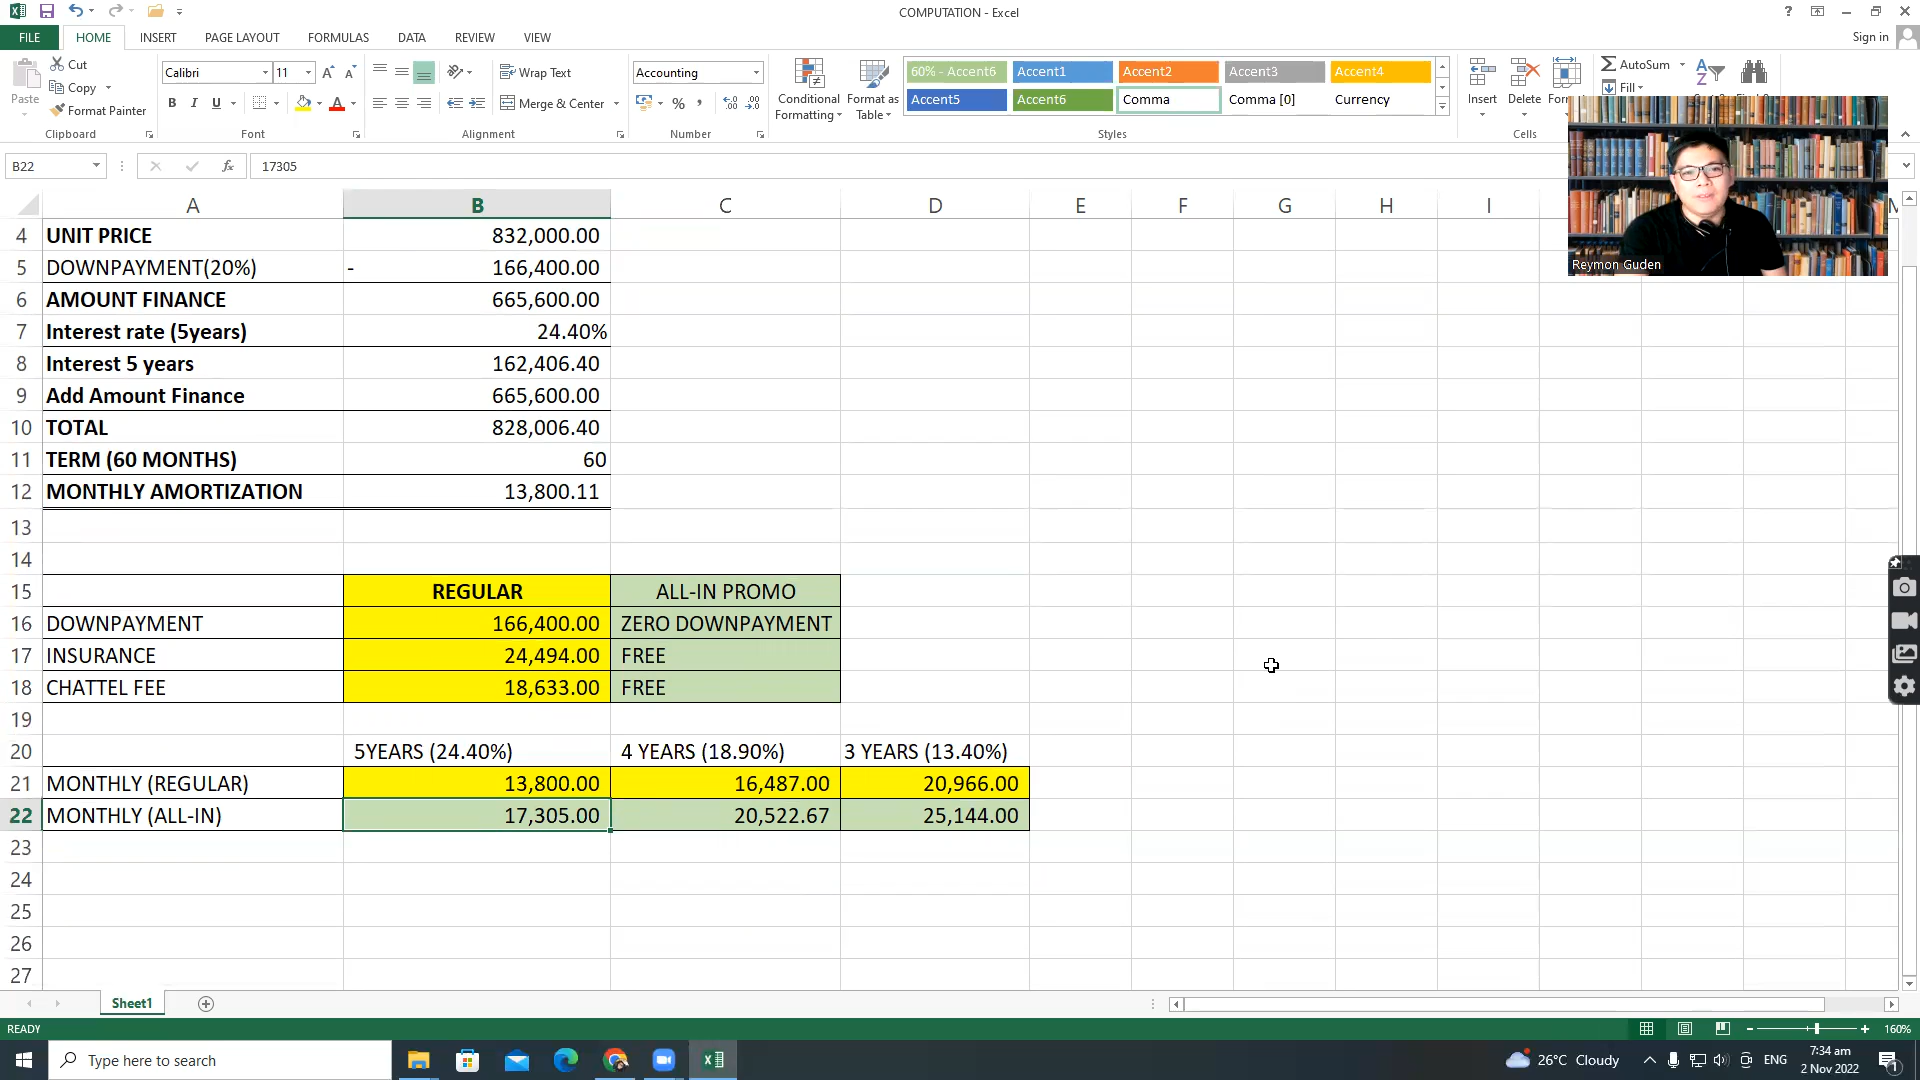 COMPUTATION - Excel
FILE HOME INSERT PAGE LAYOUT FORMULAS DATA REVIEW VIEW Sign in
Cut
Copy
Format Painter
Paste
Clipboard
Calibri 11
B I U
Font
Wrap Text
Merge & Center
Alignment
Accounting
%
Number
Conditional Formatting
Format as Table
60% - Accent6 Accent1 Accent2 Accent3 Accent4
Accent5 Accent6 Comma Comma [0] Currency
Styles
Insert Delete
Cells
AutoSum
Fill
B22 fx 17305
A B C D E F G H I
4 UNIT PRICE 832,000.00
5 DOWNPAYMENT(20%) - 166,400.00
6 AMOUNT FINANCE 665,600.00
7 Interest rate (5years) 24.40%
8 Interest 5 years 162,406.40
9 Add Amount Finance 665,600.00
10 TOTAL 828,006.40
11 TERM (60 MONTHS) 60
12 MONTHLY AMORTIZATION 13,800.11
13
14
15 REGULAR ALL-IN PROMO
16 DOWNPAYMENT 166,400.00 ZERO DOWNPAYMENT
17 INSURANCE 24,494.00 FREE
18 CHATTEL FEE 18,633.00 FREE
19
20 5YEARS (24.40%) 4 YEARS (18.90%) 3 YEARS (13.40%)
21 MONTHLY (REGULAR) 13,800.00 16,487.00 20,966.00
22 MONTHLY (ALL-IN) 17,305.00 20,522.67 25,144.00
23
24
25
26
27
Reymon Guden
Sheet1
READY
160%
Type here to search
26°C Cloudy
ENG
7:34 am
2 Nov 2022
1